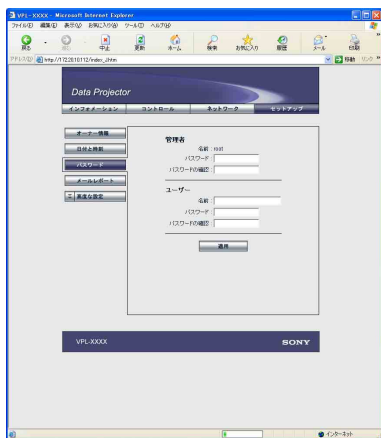 VPL-XXXX - Microsoft Internet Explorer
ファイル(F) 編集(E) 表示(V) お気に入り(A) ツール(T) ヘルプ(H)
戻る 中止 更新 ホーム 検索 お気に入り 履歴 メール 印刷
アドレス(D) http://172.20.10.112/index_J.htm 移動 リンク
Data Projector
インフォメーション コントロール ネットワーク セットアップ
オーナー情報
日付と時刻
パスワード
メールレポート
高度な設定
管理者
名前 : root
パスワード :
パスワードの確認 :
ユーザー
名前 :
パスワード :
パスワードの確認 :
適用
VPL-XXXX SONY
インターネット